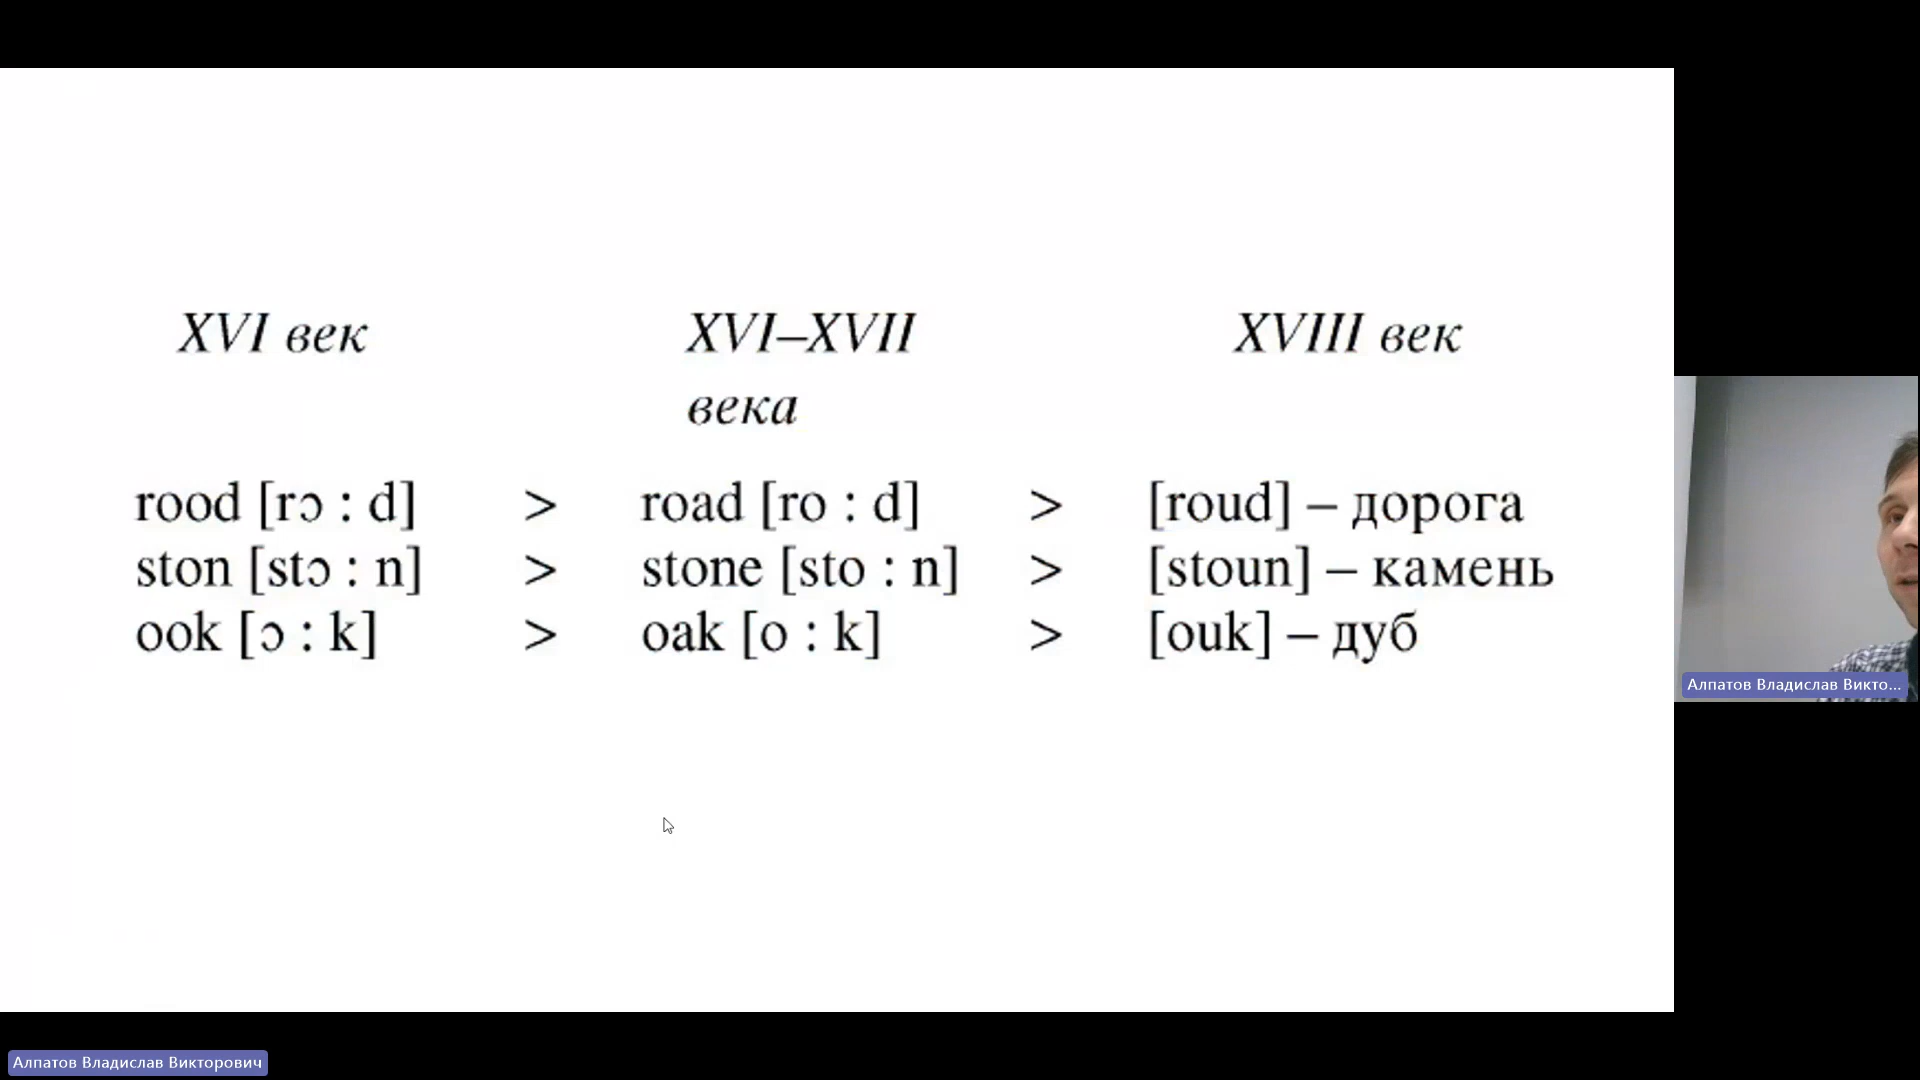 XVI век XVI–XVII века XVIII век
rood [rɔ : d] > road [ro : d] > [roud] – дорога
ston [stɔ : n] > stone [sto : n] > [stoun] – камень
ook [ɔ : k] > oak [o : k] > [ouk] – дуб
Алпатов Владислав Викто...
Алпатов Владислав Викторович